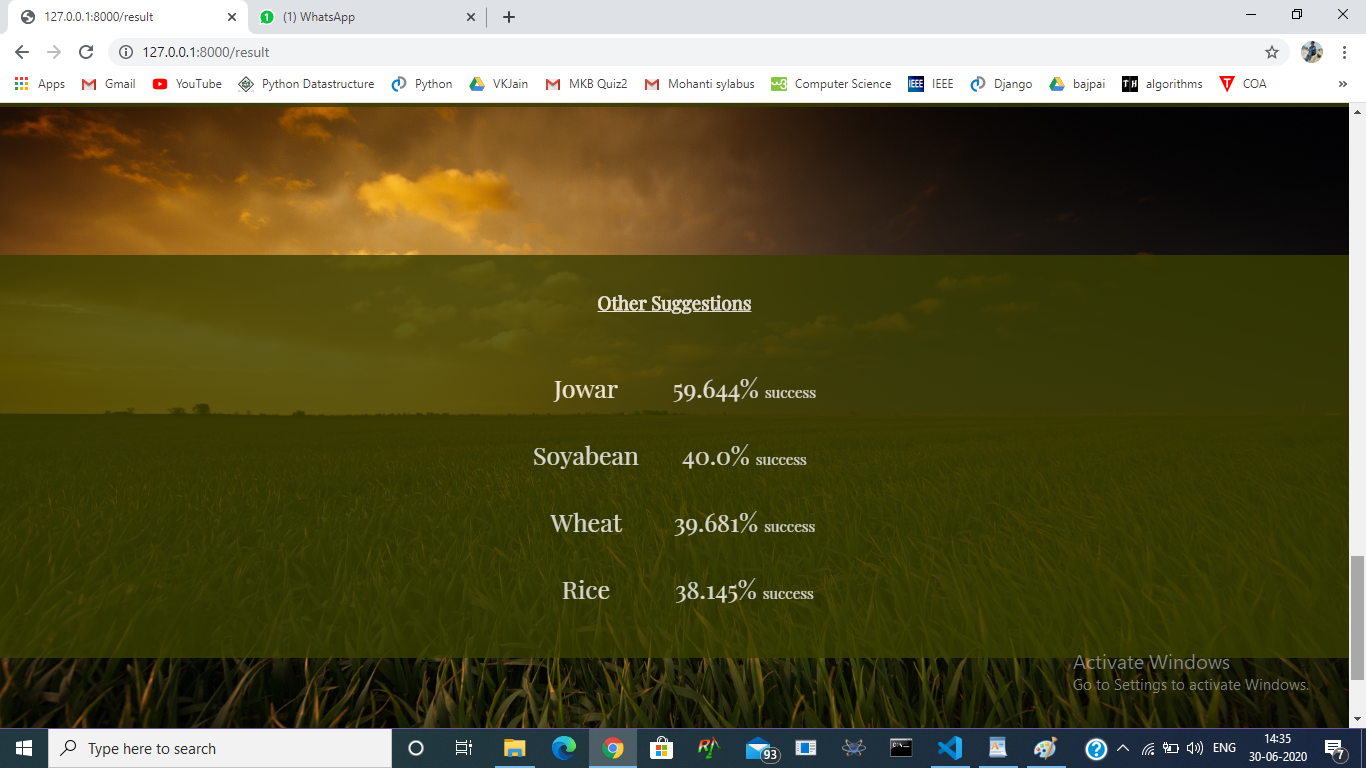 127.0.0.1:8000/result
(1) WhatsApp
127.0.0.1:8000/result
Apps Gmail YouTube Python Datastructure Python VKJain MKB Quiz2 Mohanti sylabus Computer Science IEEE IEEE Django bajpai TH algorithms COA »
Other Suggestions
Jowar 59.644% success
Soyabean 40.0% success
Wheat 39.681% success
Rice 38.145% success
Activate Windows
Go to Settings to activate Windows.
Type here to search
93
ENG
14:35
30-06-2020
7